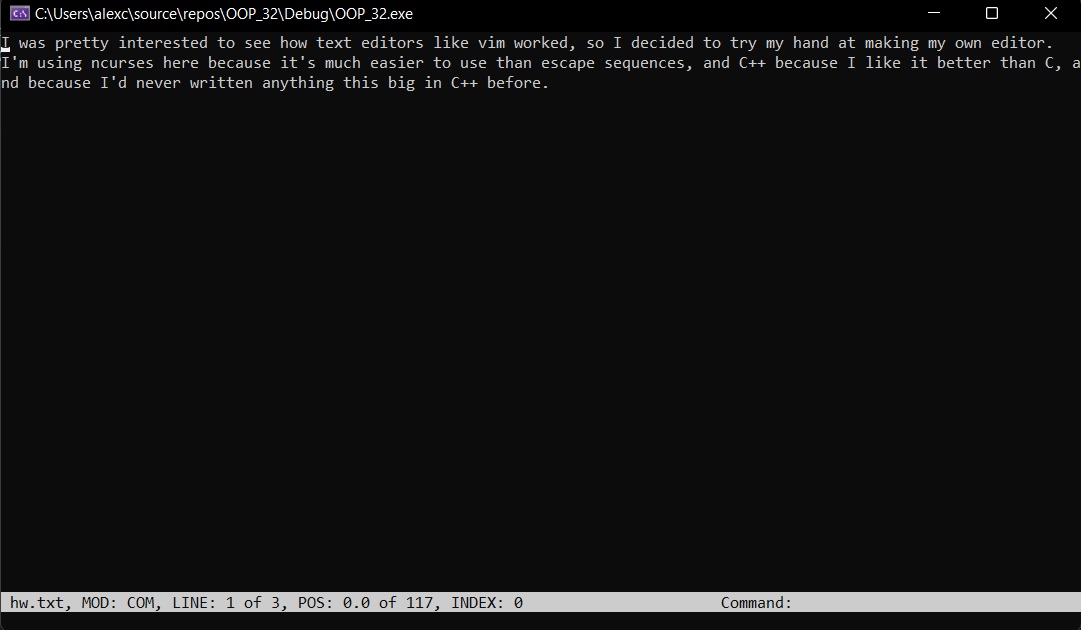 C:\Users\alexc\source\repos\OOP_32\Debug\OOP_32.exe
I was pretty interested to see how text editors like vim worked, so I decided to try my hand at making my own editor.
I'm using ncurses here because it's much easier to use than escape sequences, and C++ because I like it better than C, a
nd because I'd never written anything this big in C++ before.
hw.txt, MOD: COM, LINE: 1 of 3, POS: 0.0 of 117, INDEX: 0 Command: